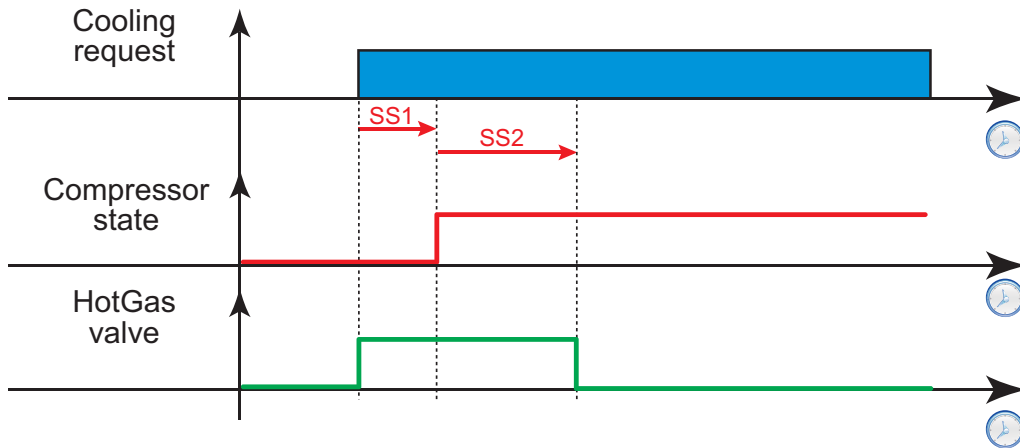 Cooling
request
SS1
SS2
Compressor
state
HotGas
valve